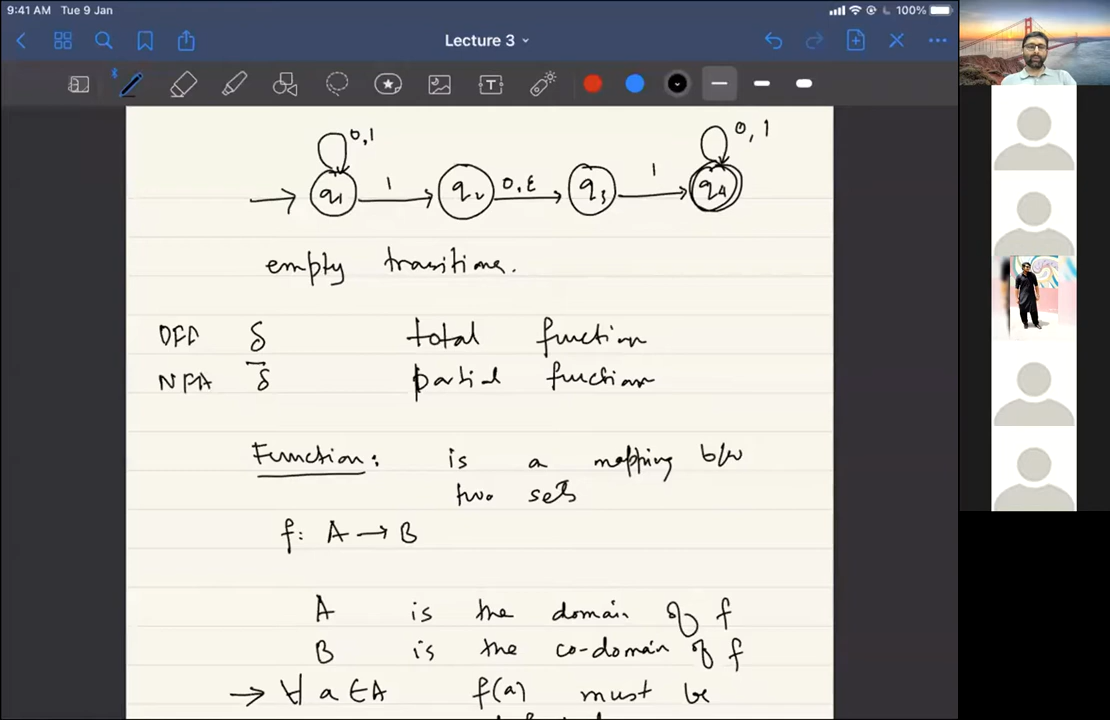 9:41 AM Tue 9 Jan
100%
Lecture 3
0,1
0,1
q1 1 q2 0,ε q3 1 q4
empty transitions.
DFA δ total function
NFA δ partial function
Function: is a mapping b/w
two sets
f: A → B
A is the domain of f
B is the co-domain of f
→ ∀ a ∈ A f(a) must be